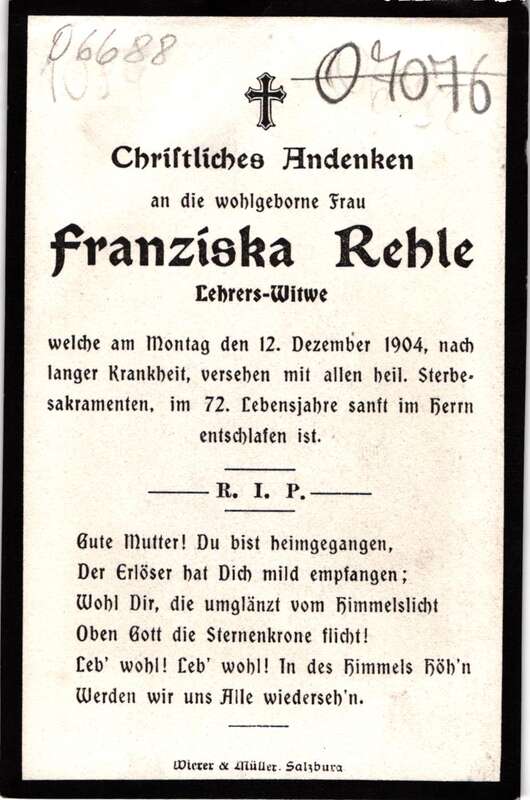 06688
07076
Chriſtliches Andenken
an die wohlgeborne Frau
Franziska Rehle
Lehrers-Witwe
welche am Montag den 12. Dezember 1904, nach
langer Krankheit, versehen mit allen heil. Sterbe-
sakramenten, im 72. Lebensjahre sanft im Herrn
entschlafen ist.
R. I. P.
Gute Mutter! Du bist heimgegangen,
Der Erlöser hat Dich mild empfangen;
Wohl Dir, die umglänzt vom Himmelslicht
Oben Gott die Sternenkrone flicht!
Leb' wohl! Leb' wohl! In des Himmels Höh'n
Werden wir uns Alle wiederseh'n.
& Müller. Salzburg